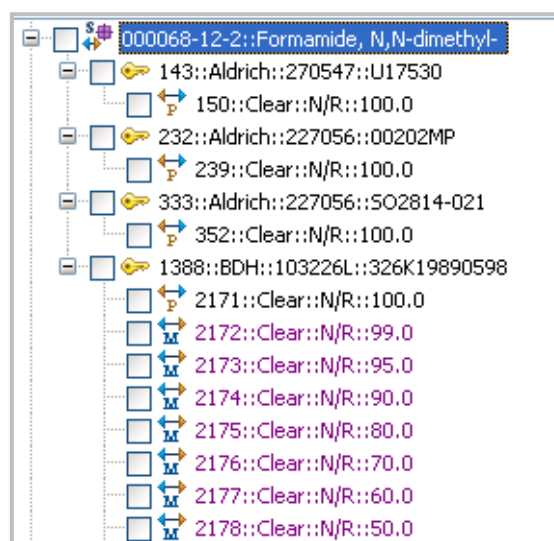 S
000068-12-2::Formamide, N,N-dimethyl-
143::Aldrich::270547::U17530
P 150::Clear::N/R::100.0
232::Aldrich::227056::00202MP
P 239::Clear::N/R::100.0
333::Aldrich::227056::SO2814-021
P 352::Clear::N/R::100.0
1388::BDH::103226L::326K19890598
P 2171::Clear::N/R::100.0
M 2172::Clear::N/R::99.0
M 2173::Clear::N/R::95.0
M 2174::Clear::N/R::90.0
M 2175::Clear::N/R::80.0
M 2176::Clear::N/R::70.0
M 2177::Clear::N/R::60.0
M 2178::Clear::N/R::50.0